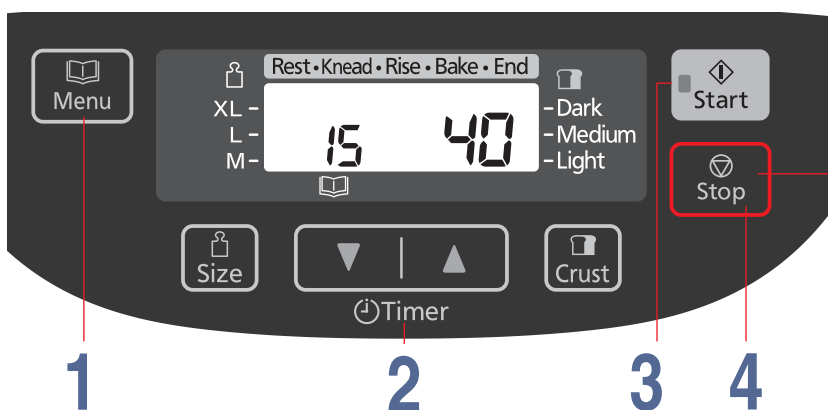 Menu
Rest • Knead • Rise • Bake • End
XL –
L –
M –
15
40
– Dark
– Medium
– Light
Start
Stop
Size
Crust
Timer
1
2
3
4